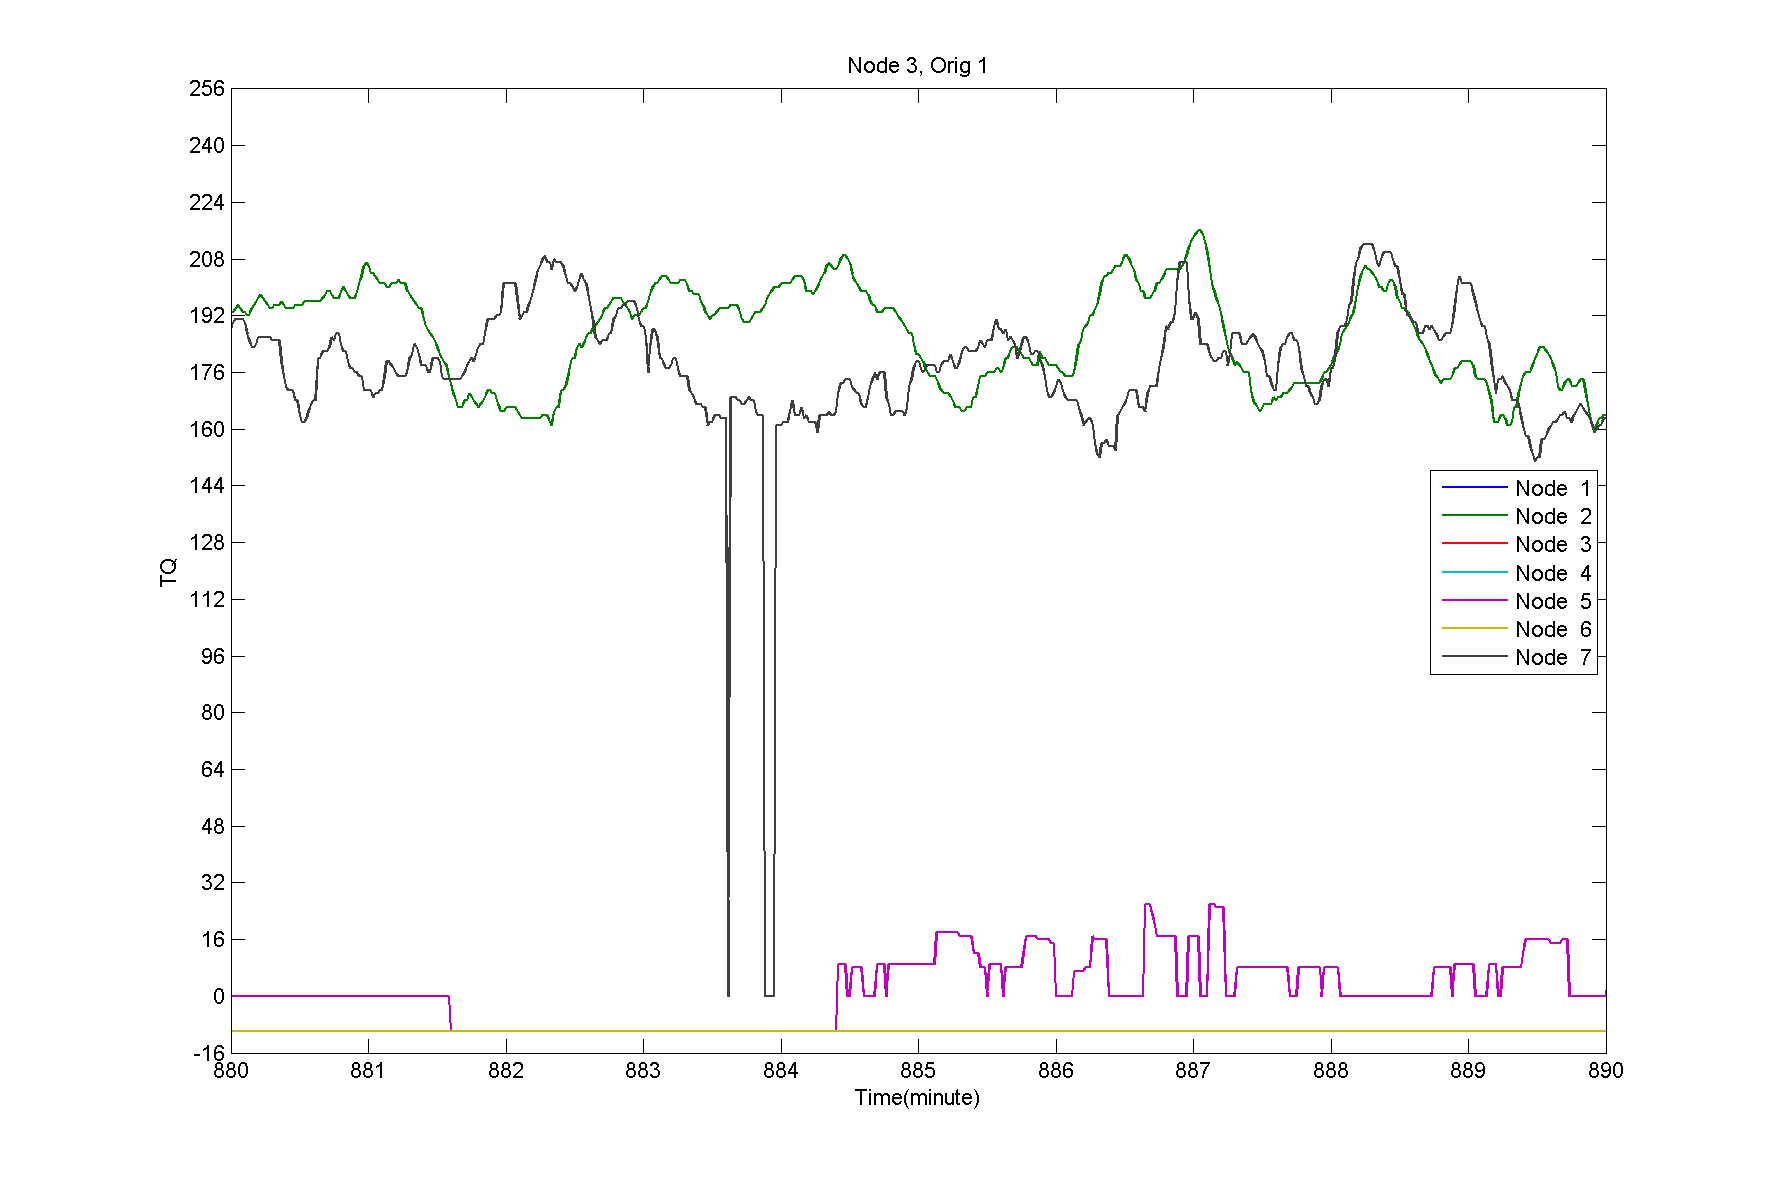 Node 3, Orig 1
256
240
224
208
192
176
160
144
128
112
96
80
64
48
32
16
0
-16
TQ
Node 1
Node 2
Node 3
Node 4
Node 5
Node 6
Node 7
880 881 882 883 884 885 886 887 888 889 890
Time(minute)